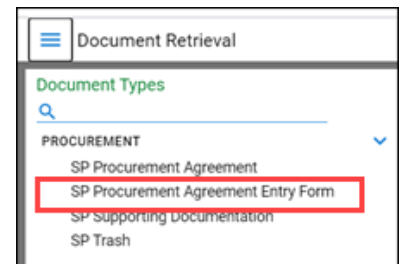 Document Retrieval
Document Types
PROCUREMENT
SP Procurement Agreement
SP Procurement Agreement Entry Form
SP Supporting Documentation
SP Trash